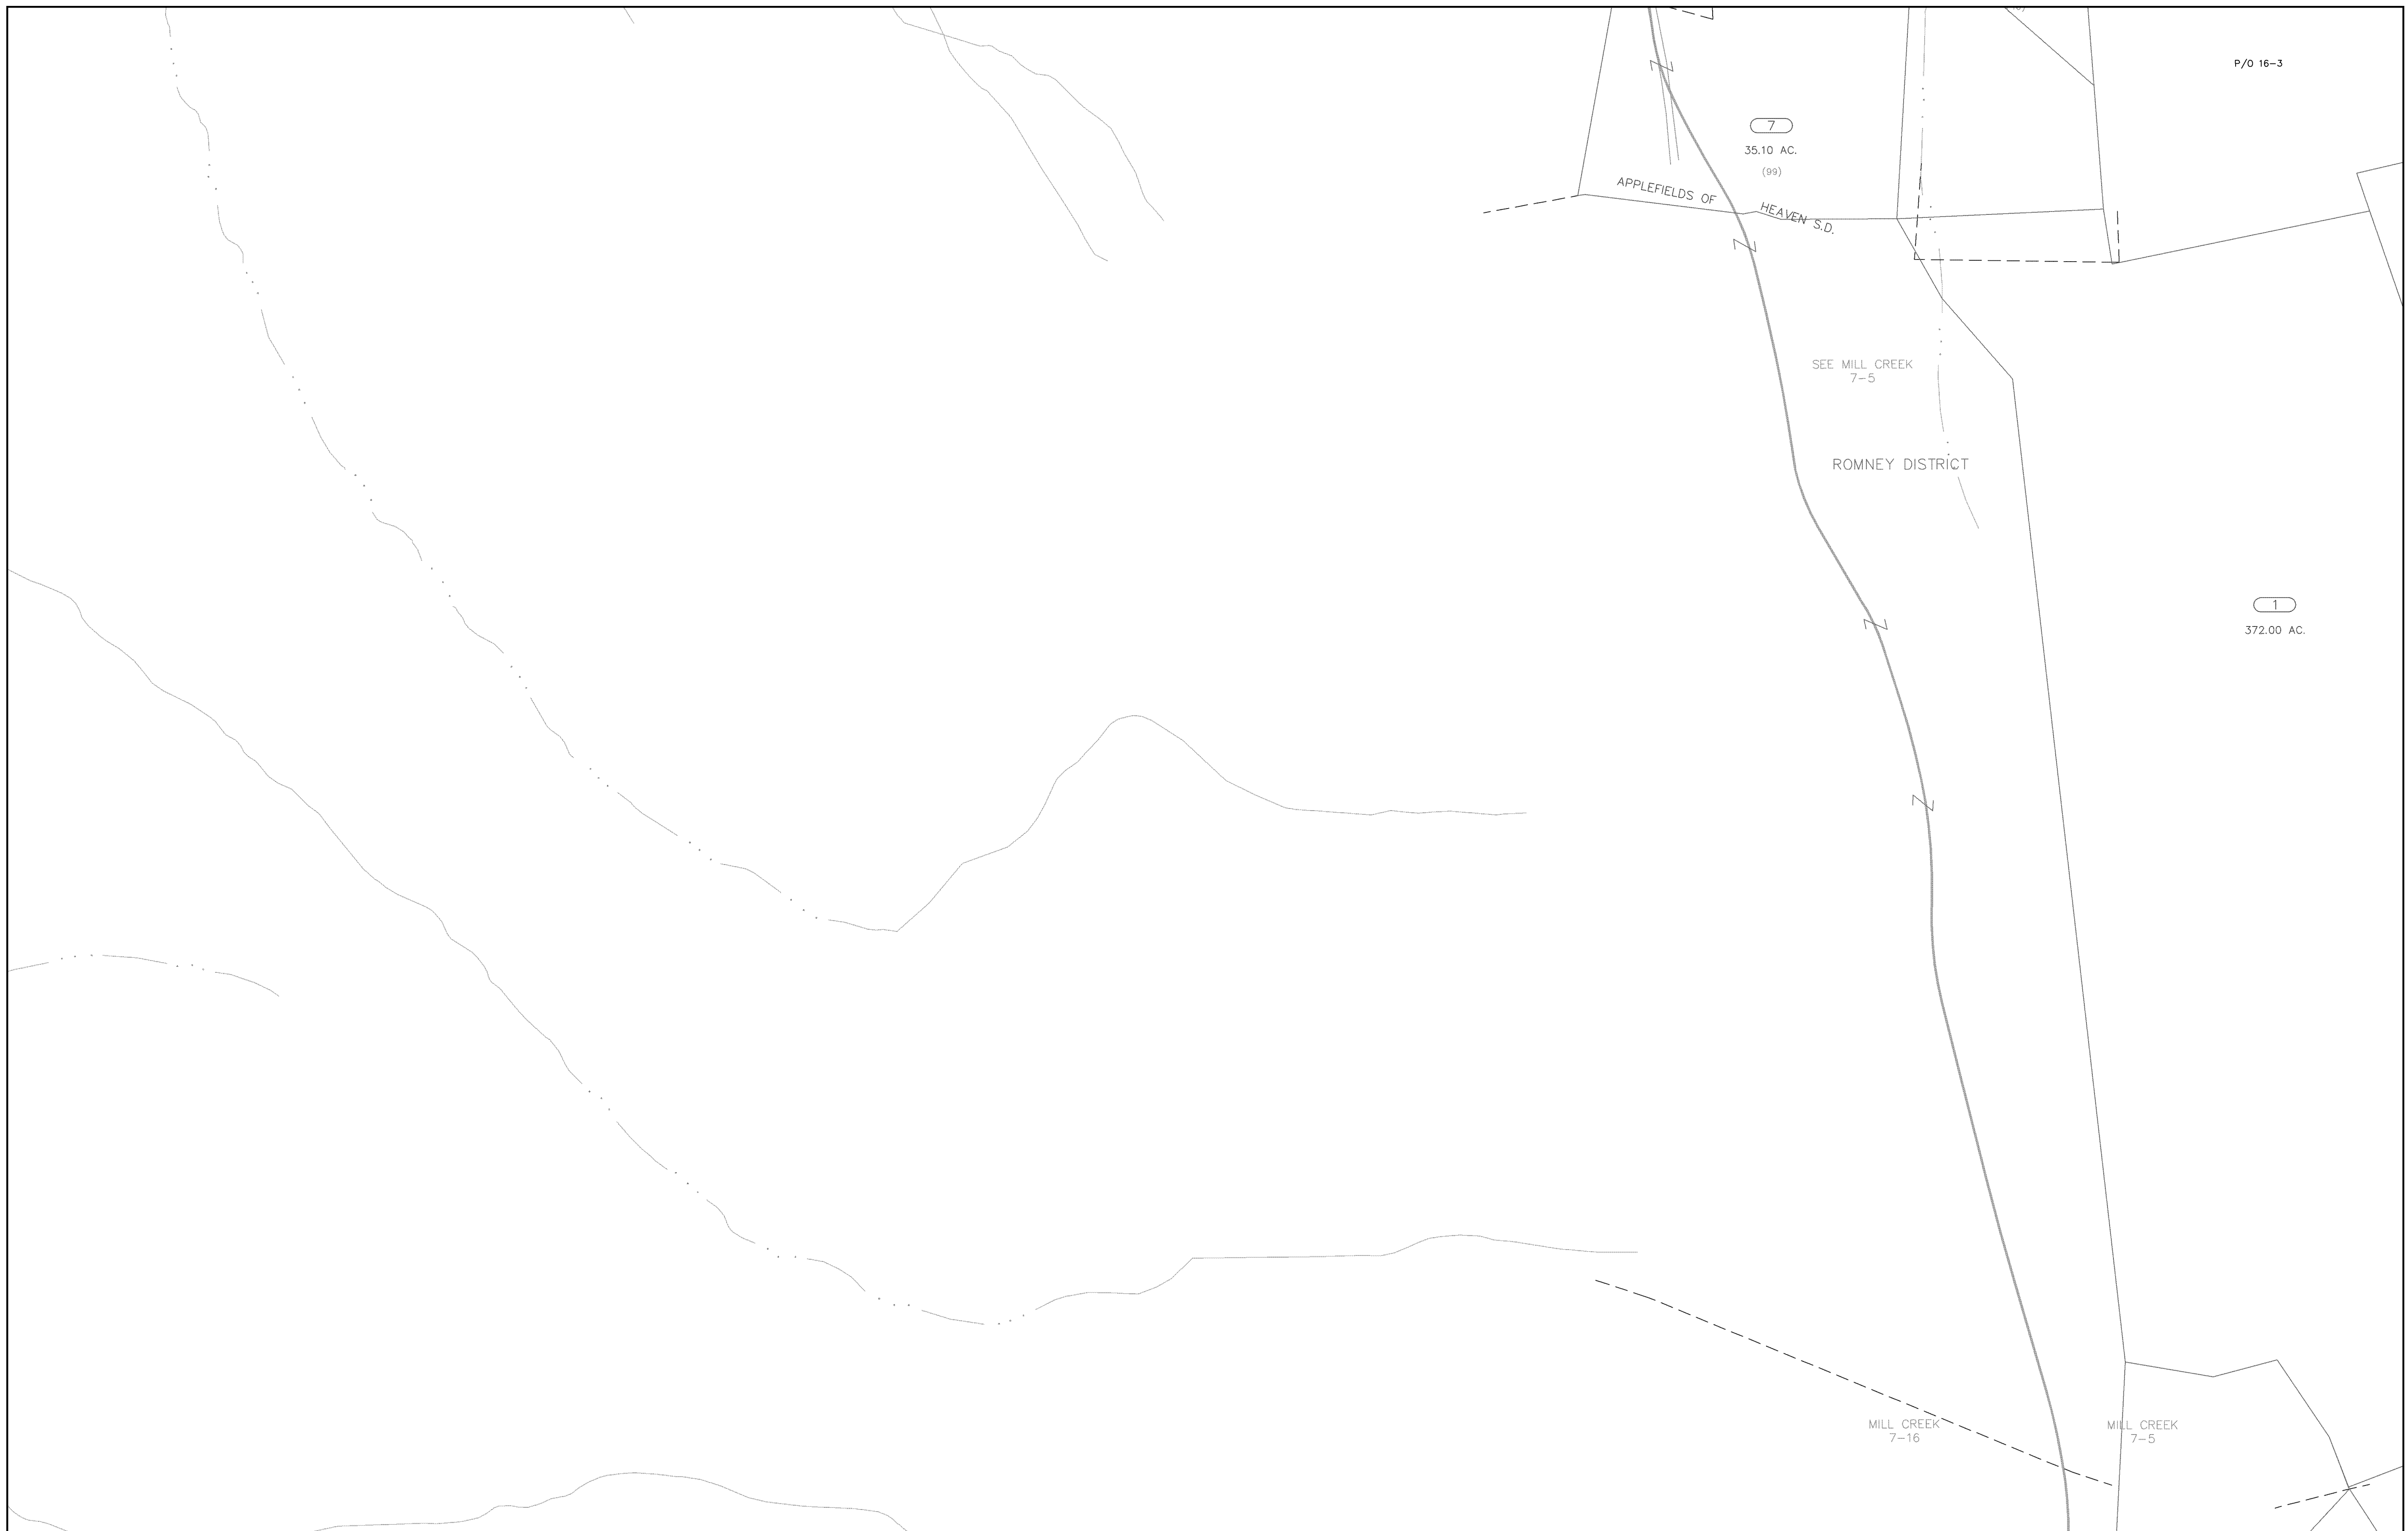 P/O 16-3
7
35.10 AC.
(99)
APPLEFIELDS OF
HEAVEN S.D.
SEE MILL CREEK
7-5
ROMNEY DISTRICT
1
372.00 AC.
MILL CREEK
7-16
MILL CREEK
7-5